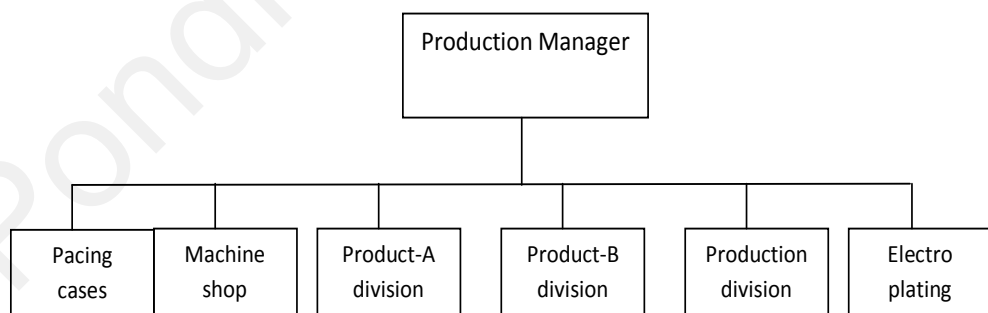 Production Manager
Pacing
cases
Machine
shop
Product-A
division
Product-B
division
Production
division
Electro
plating